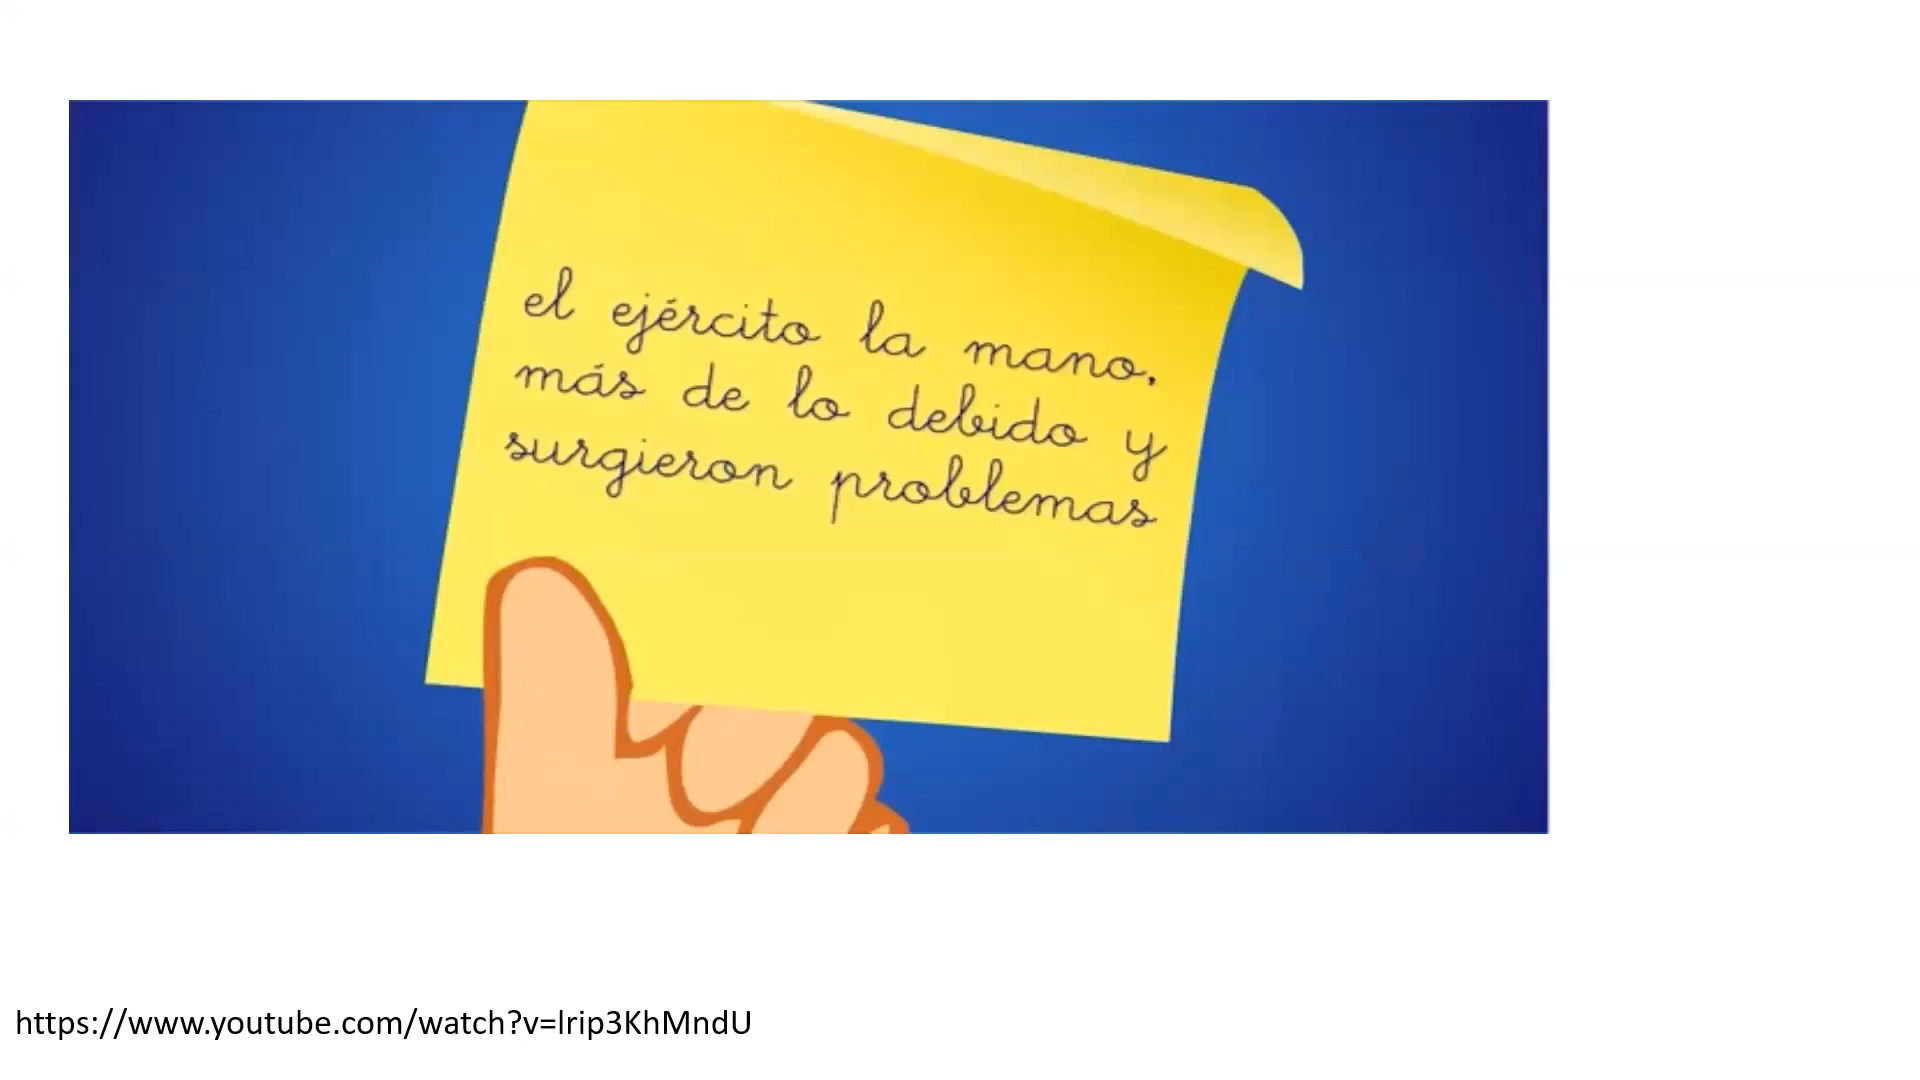 el ejército la mano,
más de lo debido y
surgieron problemas
https://www.youtube.com/watch?v=lrip3KhMndU